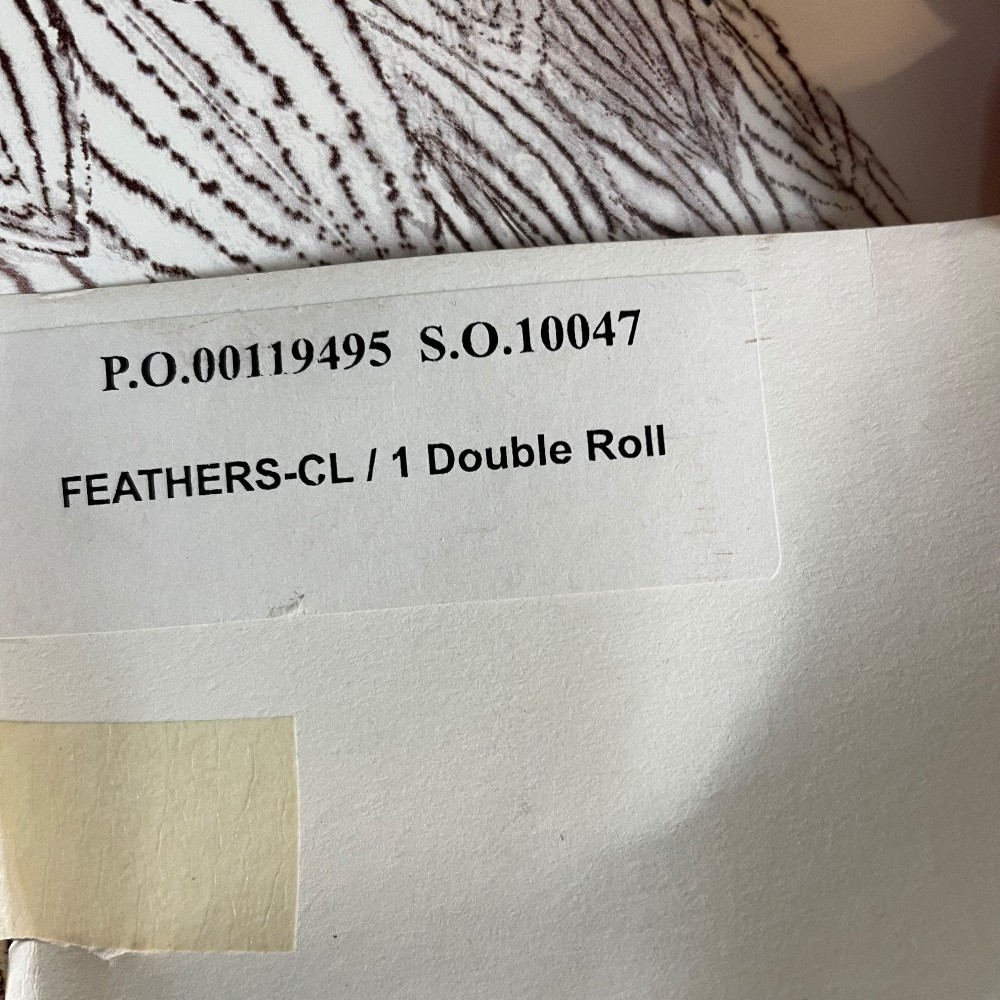 P.O.00119495 S.O.10047
FEATHERS-CL / 1 Double Roll